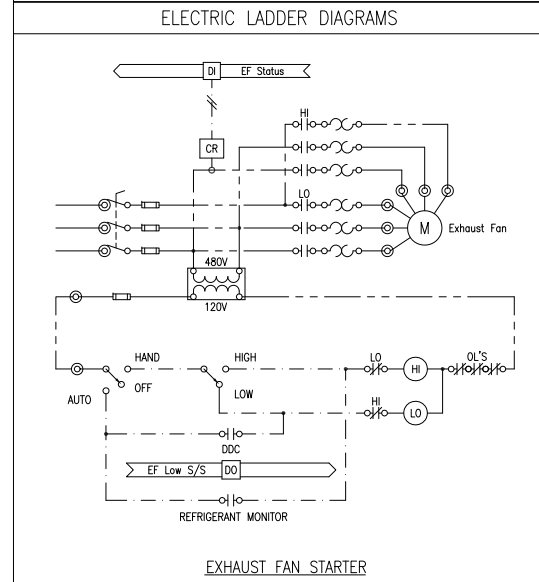 ELECTRIC LADDER DIAGRAMS
DI EF Status
HI
CR
LO
M Exhaust Fan
480V
120V
HAND HIGH LO HI OL'S
OFF LOW
AUTO HI LO
DDC
EF Low S/S DO
REFRIGERANT MONITOR
EXHAUST FAN STARTER